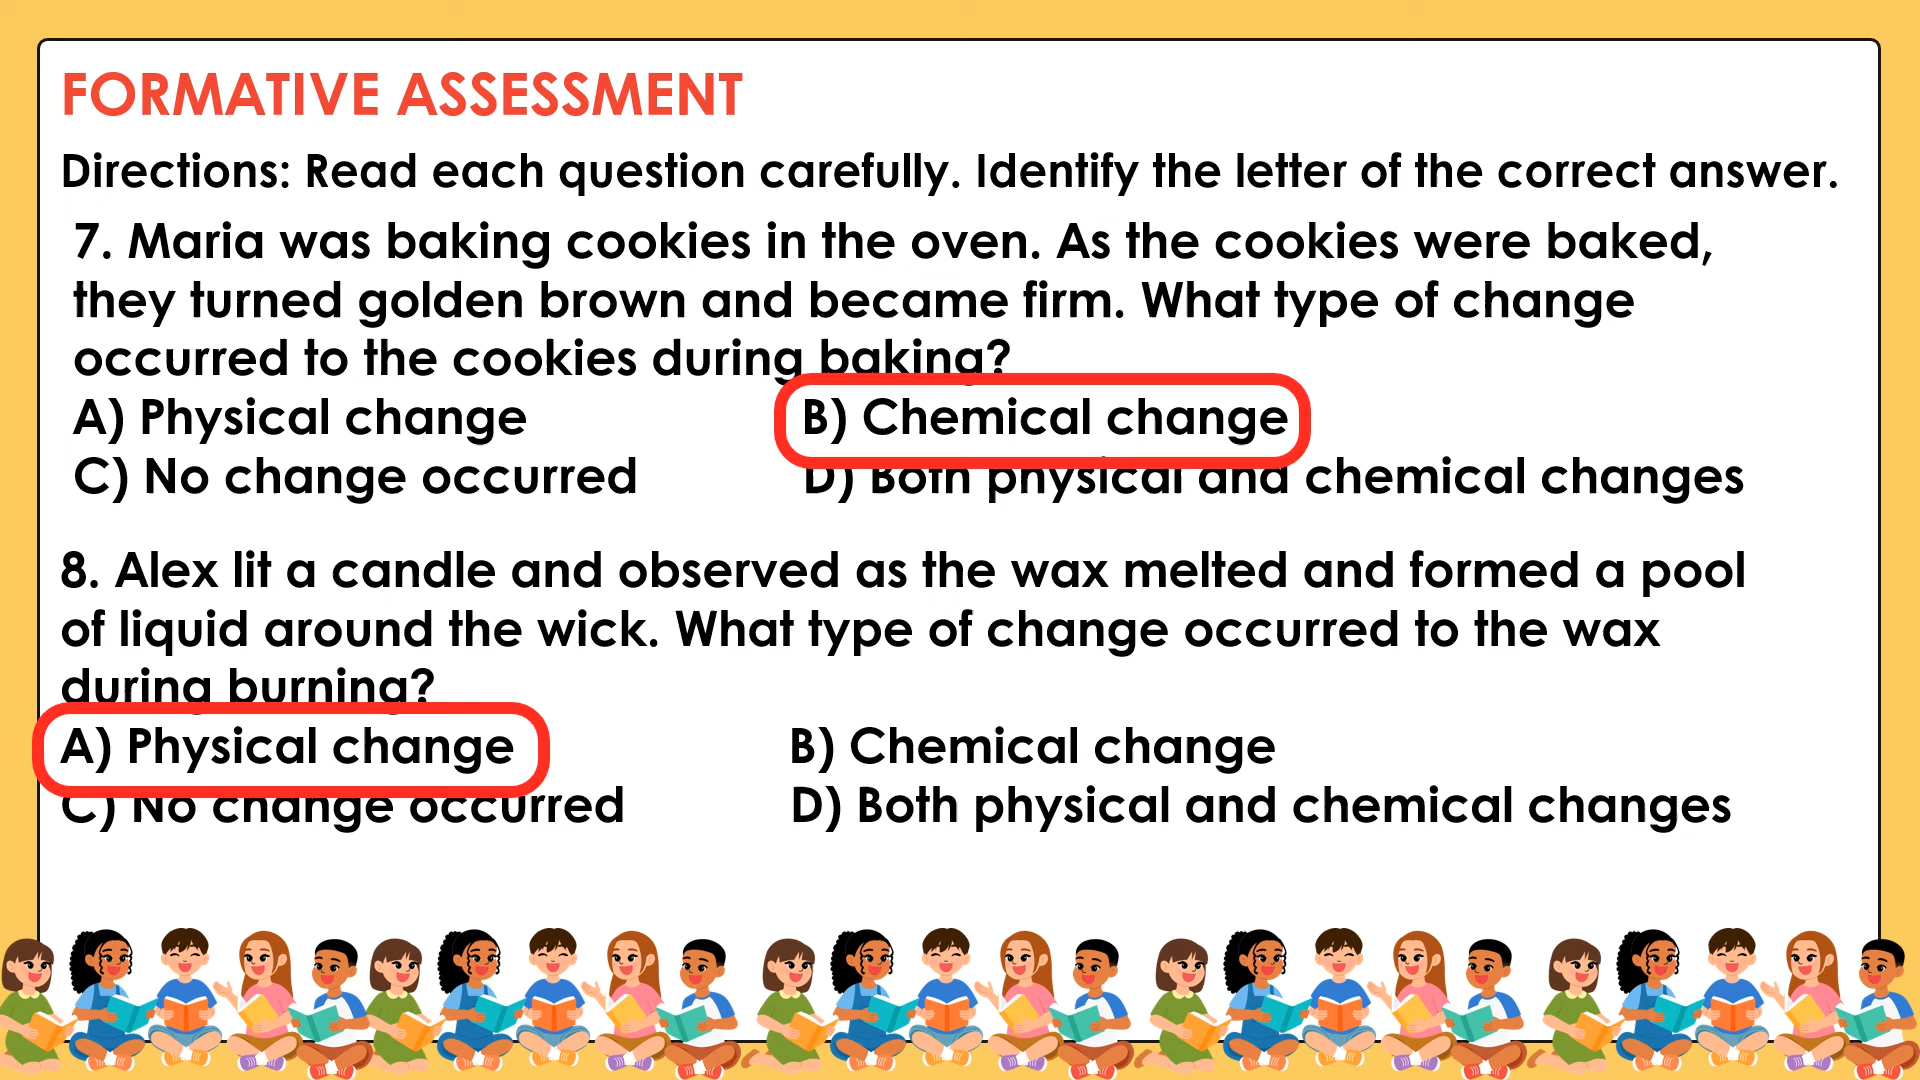 FORMATIVE ASSESSMENT
Directions: Read each question carefully. Identify the letter of the correct answer.
7. Maria was baking cookies in the oven. As the cookies were baked,
they turned golden brown and became firm. What type of change
occurred to the cookies during baking?
A) Physical change B) Chemical change
C) No change occurred D) Both physical and chemical changes
8. Alex lit a candle and observed as the wax melted and formed a pool
of liquid around the wick. What type of change occurred to the wax
during burning?
A) Physical change B) Chemical change
C) No change occurred D) Both physical and chemical changes